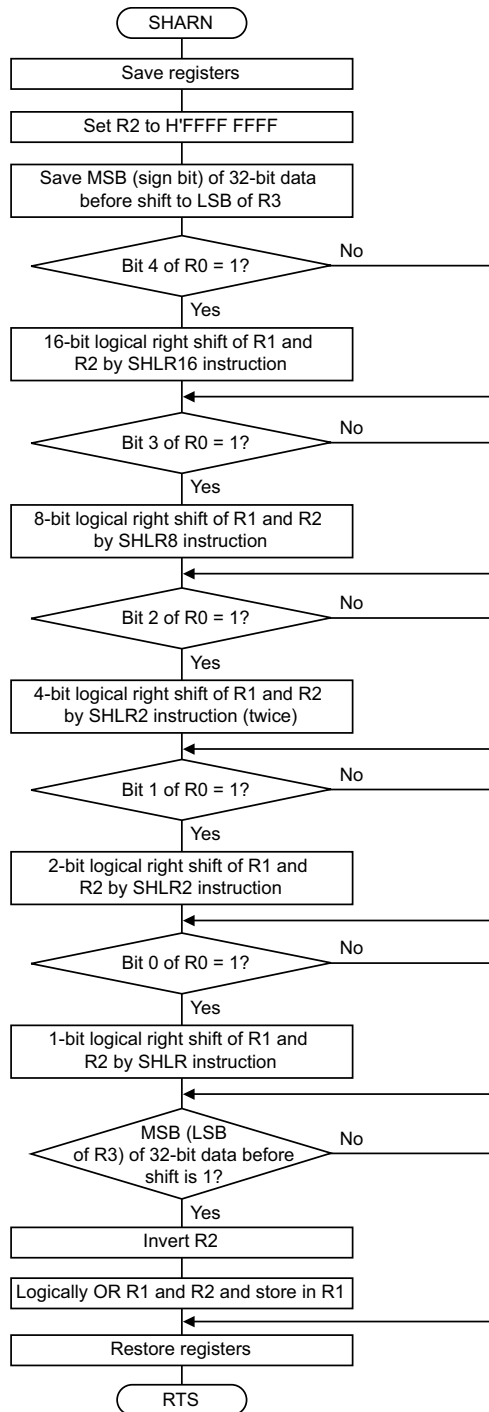 SHARN
Save registers
Set R2 to H'FFFF FFFF
Save MSB (sign bit) of 32-bit data
before shift to LSB of R3
Bit 4 of R0 = 1?
No
Yes
16-bit logical right shift of R1 and
R2 by SHLR16 instruction
Bit 3 of R0 = 1?
No
Yes
8-bit logical right shift of R1 and R2
by SHLR8 instruction
Bit 2 of R0 = 1?
No
Yes
4-bit logical right shift of R1 and R2
by SHLR2 instruction (twice)
Bit 1 of R0 = 1?
No
Yes
2-bit logical right shift of R1 and
R2 by SHLR2 instruction
Bit 0 of R0 = 1?
No
Yes
1-bit logical right shift of R1 and
R2 by SHLR instruction
MSB (LSB
of R3) of 32-bit data before
shift is 1?
No
Yes
Invert R2
Logically OR R1 and R2 and store in R1
Restore registers
RTS